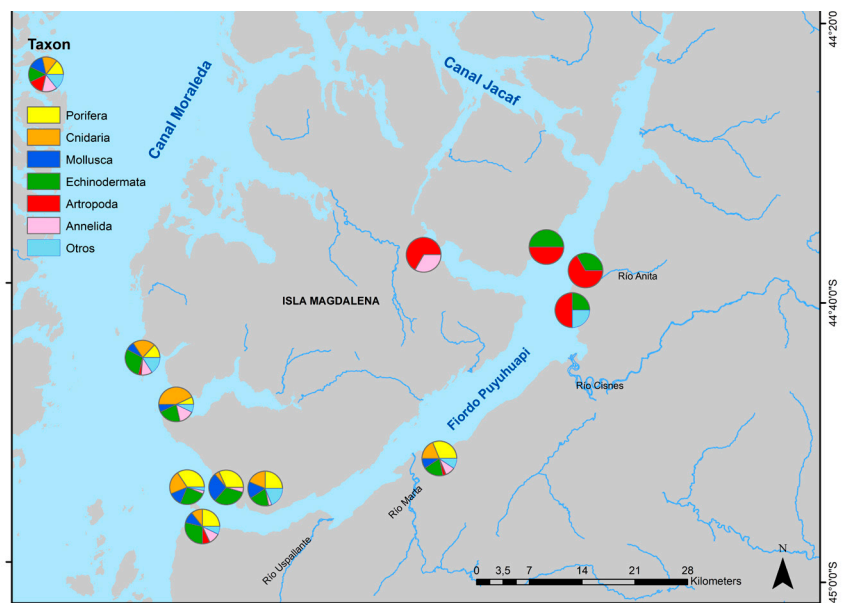 Taxon
Porifera
Cnidaria
Mollusca
Echinodermata
Artropoda
Annelida
Otros
Canal Moraleda
Canal Jacaf
ISLA MAGDALENA
Río Anita
Río Cisnes
Fiordo Puyuhuapi
Río Marta
Río Uspallante
44°20'0
44°40'0"S
45°0'0"S
0 3,5 7 14 21 28
Kilometers
N